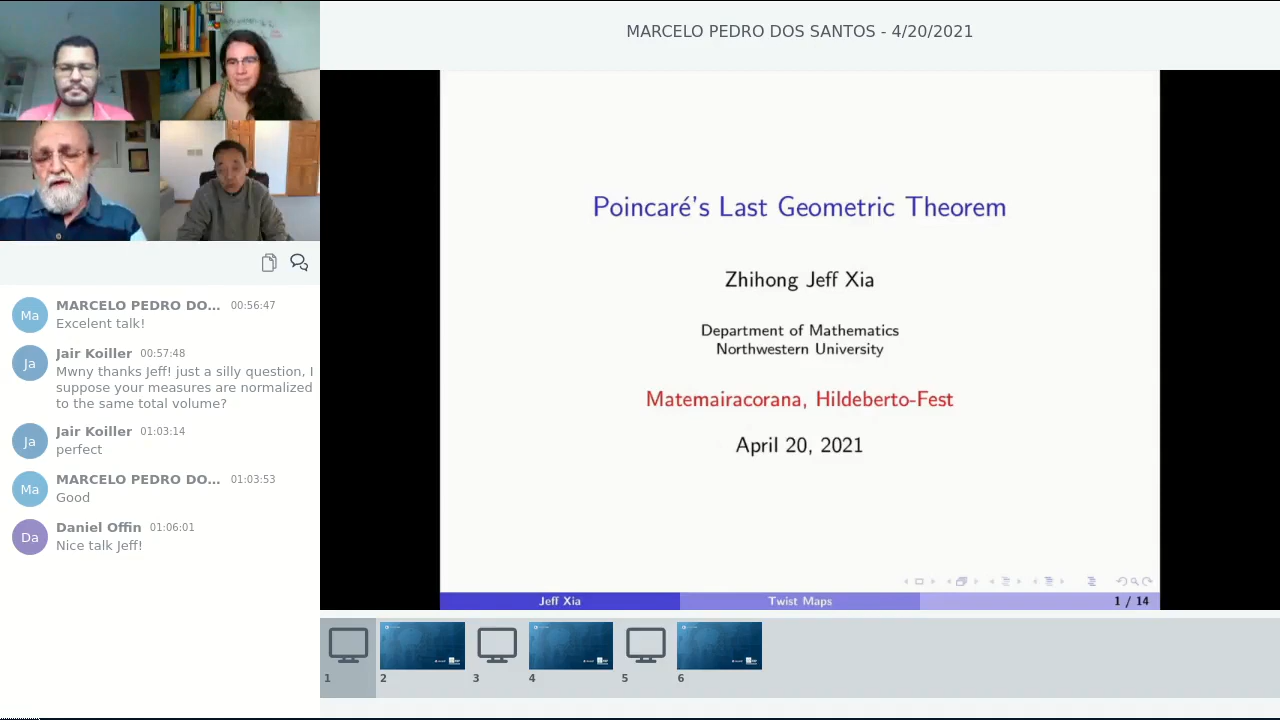 MARCELO PEDRO DOS SANTOS - 4/20/2021
Ma
MARCELO PEDRO DO... 00:56:47
Excelent talk!
Ja
Jair Koiller 00:57:48
Mwny thanks Jeff! just a silly question, I
suppose your measures are normalized
to the same total volume?
Ja
Jair Koiller 01:03:14
perfect
Ma
MARCELO PEDRO DO... 01:03:53
Good
Da
Daniel Offin 01:06:01
Nice talk Jeff!
Poincaré's Last Geometric Theorem
Zhihong Jeff Xia
Department of Mathematics
Northwestern University
Matemairacorana, Hildeberto-Fest
April 20, 2021
Jeff Xia Twist Maps 1 / 14
1 2 3 4 5 6